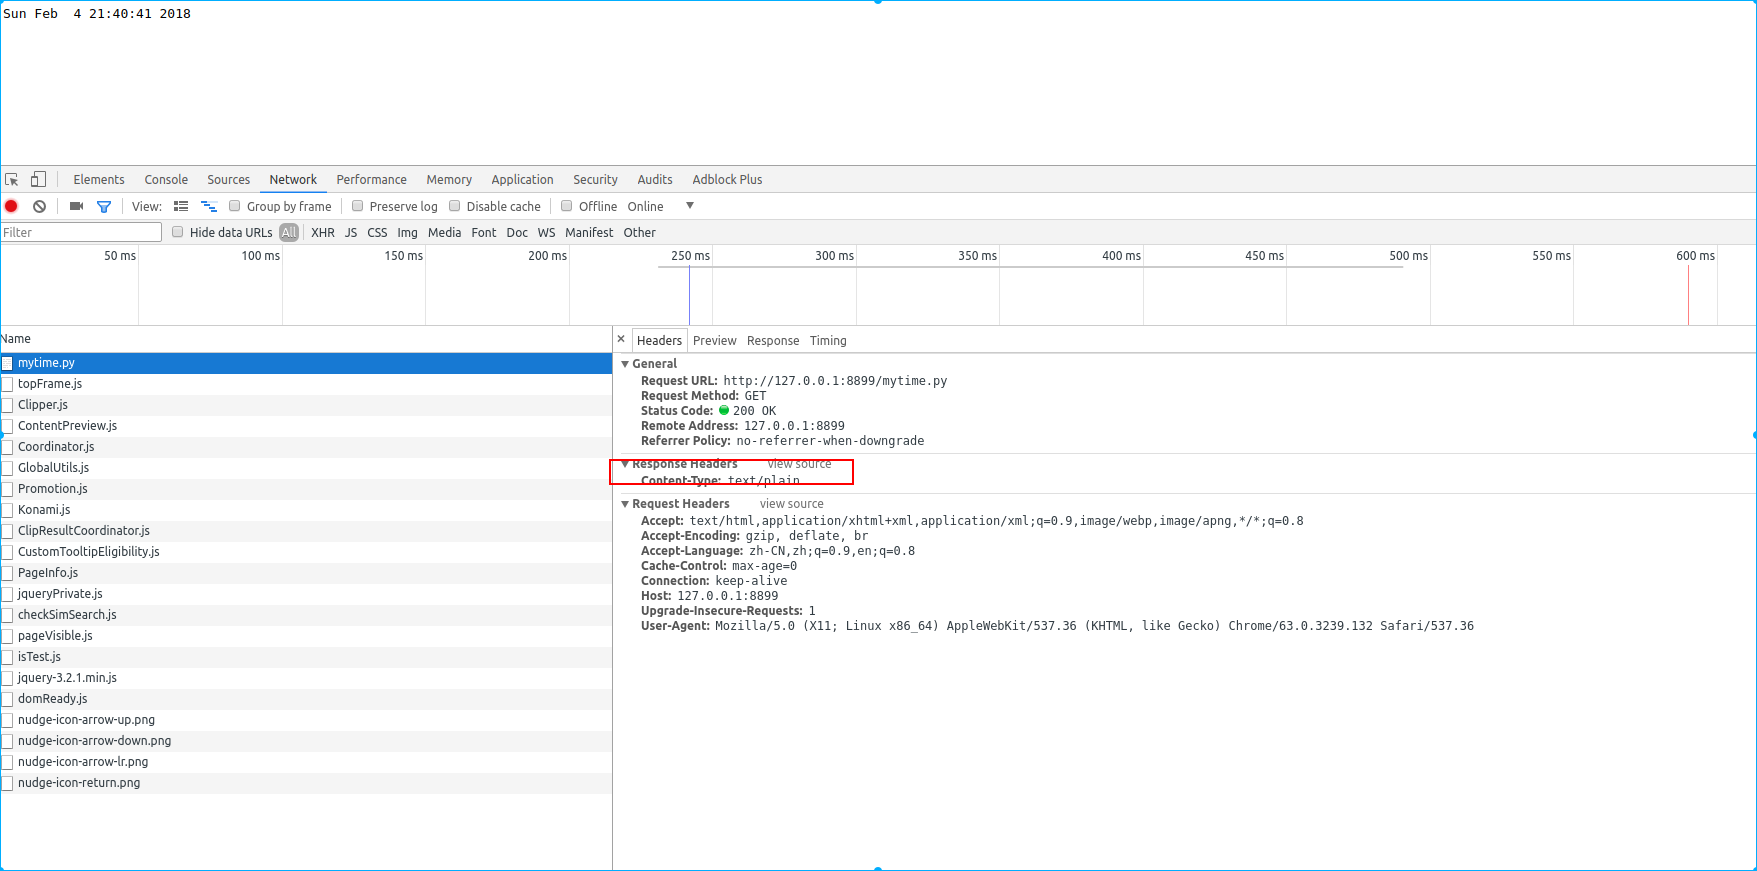 Sun Feb  4 21:40:41 2018
Elements Console Sources Network Performance Memory Application Security Audits Adblock Plus
View: Group by frame Preserve log Disable cache Offline Online
Filter Hide data URLs All XHR JS CSS Img Media Font Doc WS Manifest Other
50 ms 100 ms 150 ms 200 ms 250 ms 300 ms 350 ms 400 ms 450 ms 500 ms 550 ms 600 ms
Name
mytime.py
topFrame.js
Clipper.js
ContentPreview.js
Coordinator.js
GlobalUtils.js
Promotion.js
Konami.js
ClipResultCoordinator.js
CustomTooltipEligibility.js
PageInfo.js
jqueryPrivate.js
checkSimSearch.js
pageVisible.js
isTest.js
jquery-3.2.1.min.js
domReady.js
nudge-icon-arrow-up.png
nudge-icon-arrow-down.png
nudge-icon-arrow-lr.png
nudge-icon-return.png
× Headers Preview Response Timing
General
Request URL: http://127.0.0.1:8899/mytime.py
Request Method: GET
Status Code: 200 OK
Remote Address: 127.0.0.1:8899
Referrer Policy: no-referrer-when-downgrade
Response Headers view source
Content-Type: text/plain
Request Headers view source
Accept: text/html,application/xhtml+xml,application/xml;q=0.9,image/webp,image/apng,*/*;q=0.8
Accept-Encoding: gzip, deflate, br
Accept-Language: zh-CN,zh;q=0.9,en;q=0.8
Cache-Control: max-age=0
Connection: keep-alive
Host: 127.0.0.1:8899
Upgrade-Insecure-Requests: 1
User-Agent: Mozilla/5.0 (X11; Linux x86_64) AppleWebKit/537.36 (KHTML, like Gecko) Chrome/63.0.3239.132 Safari/537.36